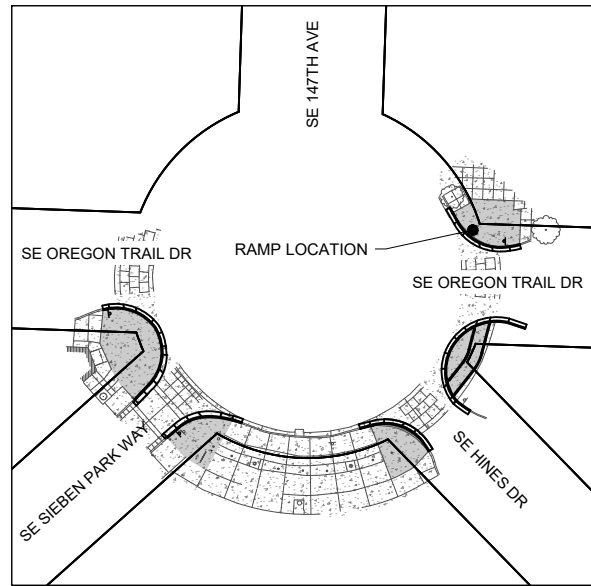 SE 147TH AVE
SE OREGON TRAIL DR
RAMP LOCATION
SE OREGON TRAIL DR
SE SIEBEN PARK WAY
SE HINES DR